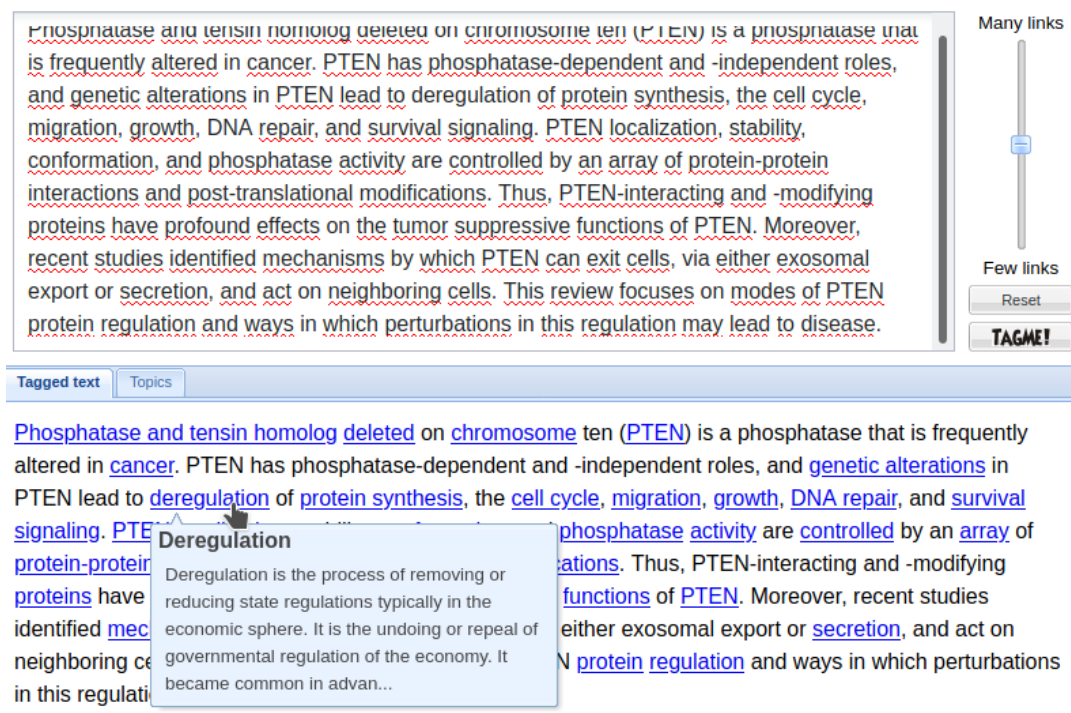 Phosphatase and tensin homolog deleted on chromosome ten (PTEN) is a phosphatase that
is frequently altered in cancer. PTEN has phosphatase-dependent and -independent roles,
and genetic alterations in PTEN lead to deregulation of protein synthesis, the cell cycle,
migration, growth, DNA repair, and survival signaling. PTEN localization, stability,
conformation, and phosphatase activity are controlled by an array of protein-protein
interactions and post-translational modifications. Thus, PTEN-interacting and -modifying
proteins have profound effects on the tumor suppressive functions of PTEN. Moreover,
recent studies identified mechanisms by which PTEN can exit cells, via either exosomal
export or secretion, and act on neighboring cells. This review focuses on modes of PTEN
protein regulation and ways in which perturbations in this regulation may lead to disease.
Many links
Few links
Reset
TAGME!
Tagged text
Topics
Phosphatase and tensin homolog deleted on chromosome ten (PTEN) is a phosphatase that is frequently
altered in cancer. PTEN has phosphatase-dependent and -independent roles, and genetic alterations in
PTEN lead to deregulation of protein synthesis, the cell cycle, migration, growth, DNA repair, and survival
signaling. phosphatase activity are controlled by an array of
protein-protein Thus, PTEN-interacting and -modifying
proteins have functions of PTEN. Moreover, recent studies
identified either exosomal export or secretion, and act on
neighboring protein regulation and ways in which perturbations
in this
Deregulation
Deregulation is the process of removing or
reducing state regulations typically in the
economic sphere. It is the undoing or repeal of
governmental regulation of the economy. It
became common in advan...